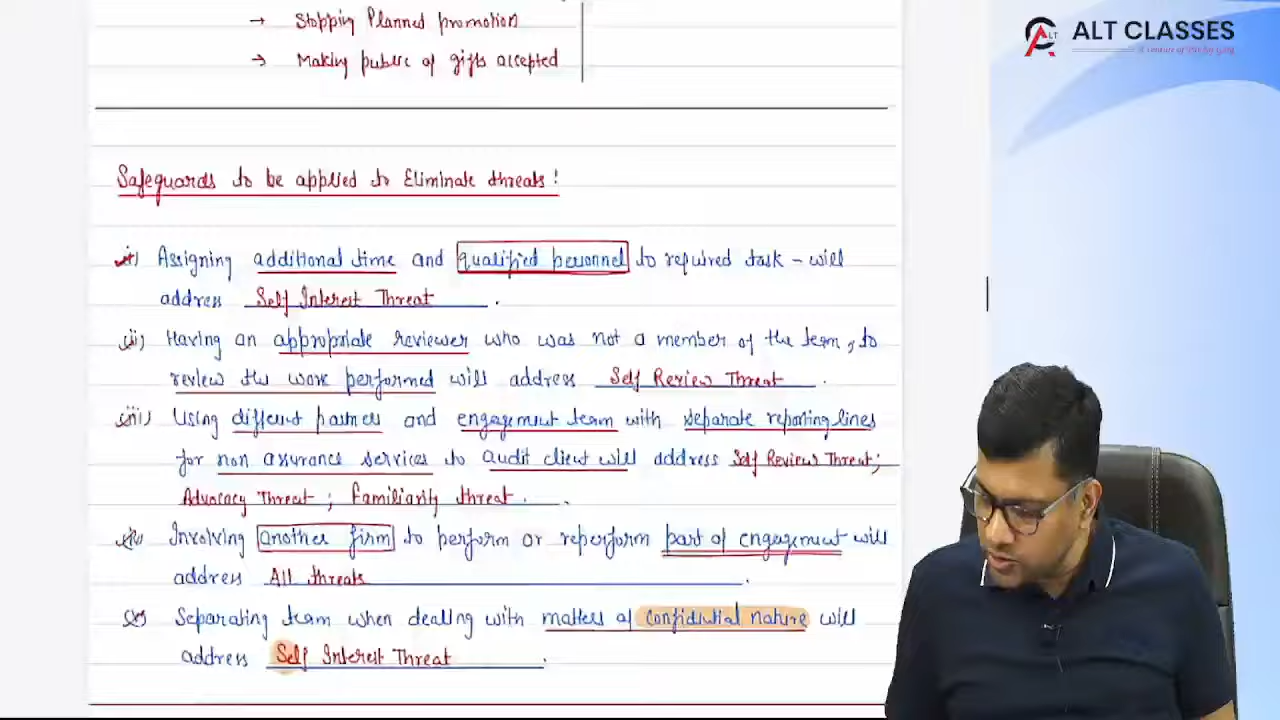 → Stopping Planned promotion
→ Making public of gifts accepted
ALT CLASSES
ALT
Safeguards to be applied to Eliminate threats!
i) Assigning additional time and qualified personnel to required task - will
address Self Interest Threat.
ii) Having an appropriate reviewer who was not a member of the team, to
review the work performed will address Self Review Threat.
iii) Using different partners and engagement team with separate reporting lines
for non assurance services to audit client will address Self Review Threat;
Advocacy Threat; Familiarity threat.
iv) Involving another firm to perform or reperform part of engagement will
address All threats.
v) Separating team when dealing with matters of confidential nature will
address Self Interest Threat.